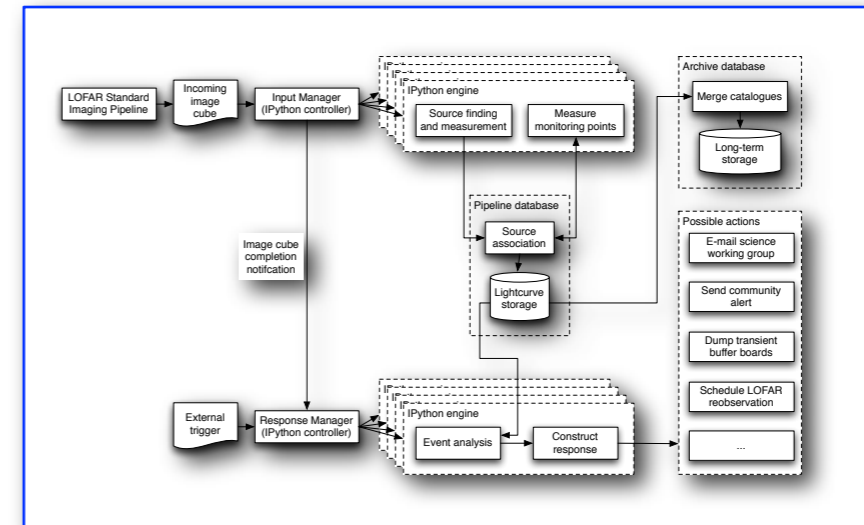 LOFAR Standard
Imaging Pipeline
Incoming
image
cube
Input Manager
(IPython controller)
IPython engine
Source finding
and measurement
Measure
monitoring points
Archive database
Merge catalogues
Long-term
storage
Pipeline database
Source
association
Lightcurve
storage
Image cube
completion
notifcation
Possible actions
E-mail science
working group
Send community
alert
Dump transient
buffer boards
Schedule LOFAR
reobservation
...
External
trigger
Response Manager
(IPython controller)
IPython engine
Event analysis
Construct
response